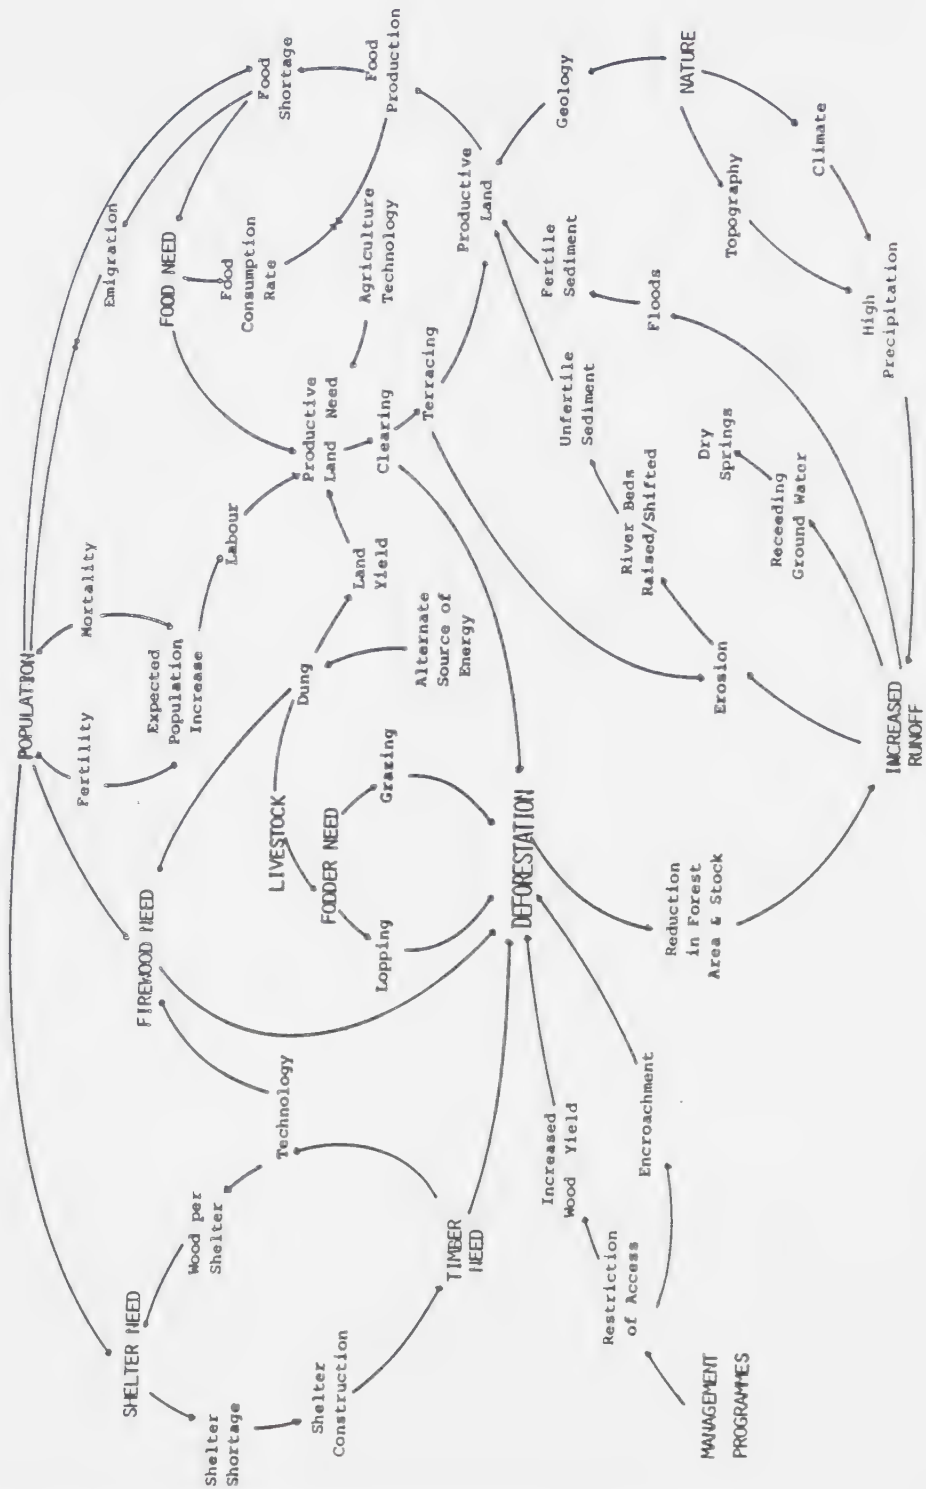 POPULATION
SHELTER NEED
FIREWOOD NEED
Fertility
Mortality
Emigration
Food
Shortage
FOOD NEED
Expected
Population
Increase
Food
Consumption
Rate
Food
Production
Shelter
Shortage
Wood per
Shelter
Labour
Shelter
Construction
Technology
LIVESTOCK
Dung
Land
Yield
Productive
Land Need
Agriculture
Technology
FODDER NEED
Clearing
Lopping
Grazing
Alternate
Source of
Energy
Terracing
Productive
Land
Geology
TIMBER
NEED
DEFORESTATION
Fertile
Sediment
Increased
Wood Yield
Unfertile
Sediment
NATURE
Restriction
of Access
Encroachment
River Beds
Raised/Shifted
Floods
Erosion
Dry
Springs
Topography
Climate
Reduction
in Forest
Area & Stock
Receeding
Ground Water
MANAGEMENT
PROGRAMMES
High
Precipitation
INCREASED
RUNOFF